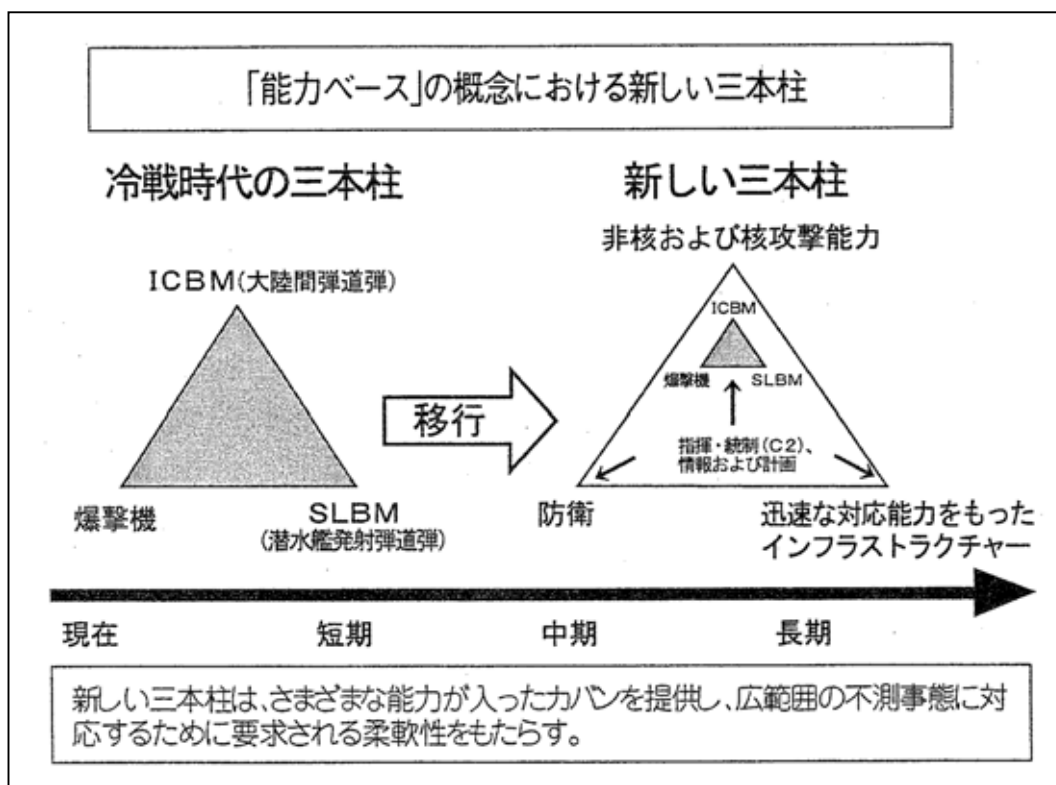 「能力ベース」の概念における新しい三本柱
冷戦時代の三本柱
ICBM(大陸間弾道弾)
爆撃機
SLBM
(潜水艦発射弾道弾)
移行
新しい三本柱
非核および核攻撃能力
ICBM
爆撃機
SLBM
指揮・統制(C2)、
情報および計画
防衛
迅速な対応能力をもった
インフラストラクチャー
現在
短期
中期
長期
新しい三本柱は、さまざまな能力が入ったカバンを提供し、広範囲の不測事態に対
応するために要求される柔軟性をもたらす。